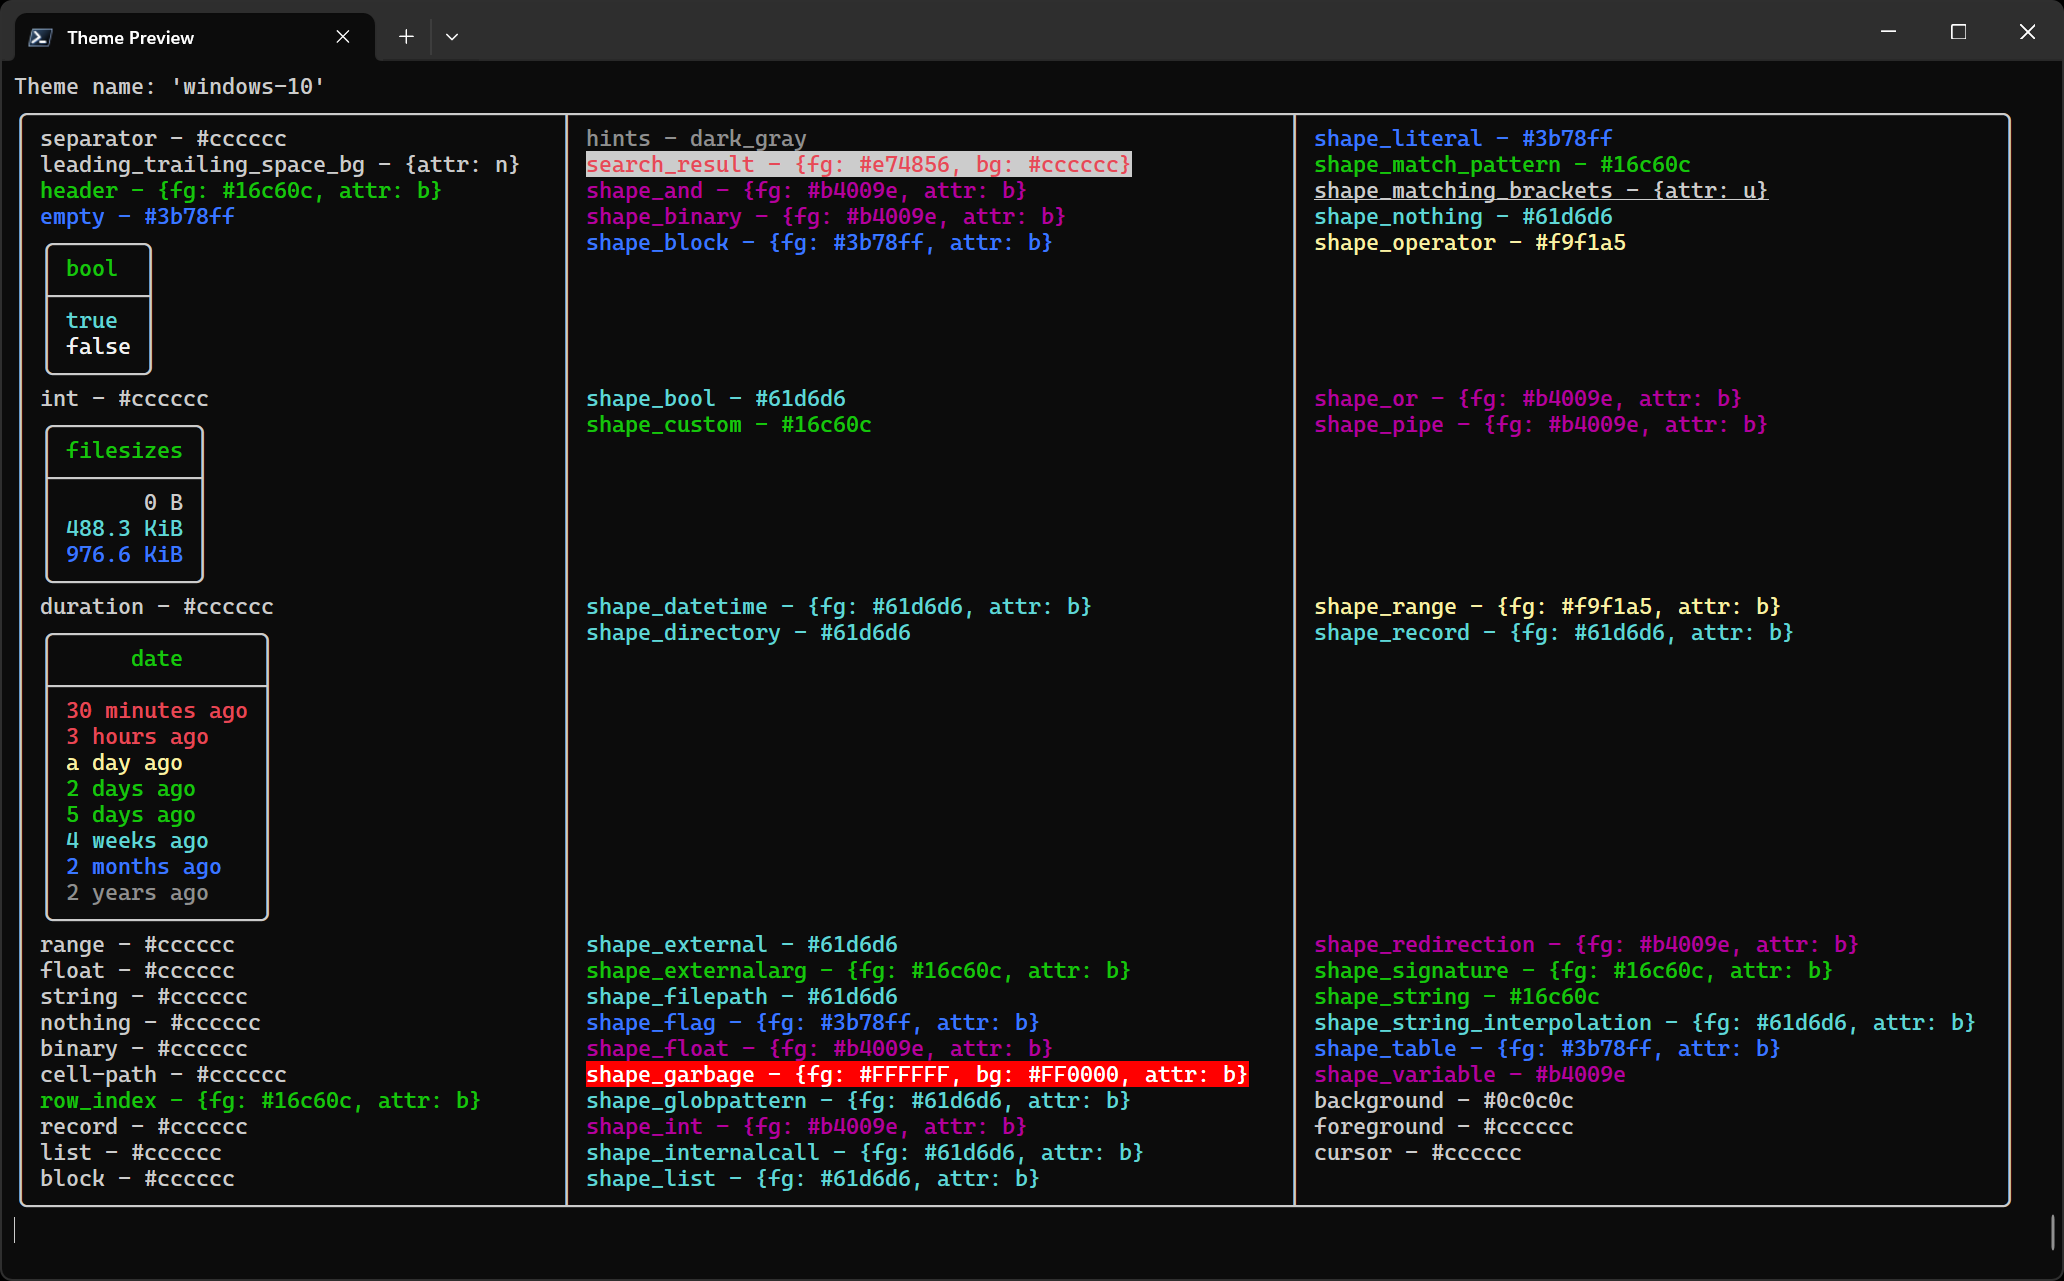 Theme Preview
Theme name: 'windows-10'
separator - #cccccc
leading_trailing_space_bg - {attr: n}
header - {fg: #16c60c, attr: b}
empty - #3b78ff
bool
true
false
int - #cccccc
filesizes
0 B
488.3 KiB
976.6 KiB
duration - #cccccc
date
30 minutes ago
3 hours ago
a day ago
2 days ago
5 days ago
4 weeks ago
2 months ago
2 years ago
range - #cccccc
float - #cccccc
string - #cccccc
nothing - #cccccc
binary - #cccccc
cell-path - #cccccc
row_index - {fg: #16c60c, attr: b}
record - #cccccc
list - #cccccc
block - #cccccc
hints - dark_gray
search_result - {fg: #e74856, bg: #cccccc}
shape_and - {fg: #b4009e, attr: b}
shape_binary - {fg: #b4009e, attr: b}
shape_block - {fg: #3b78ff, attr: b}
shape_bool - #61d6d6
shape_custom - #16c60c
shape_datetime - {fg: #61d6d6, attr: b}
shape_directory - #61d6d6
shape_external - #61d6d6
shape_externalarg - {fg: #16c60c, attr: b}
shape_filepath - #61d6d6
shape_flag - {fg: #3b78ff, attr: b}
shape_float - {fg: #b4009e, attr: b}
shape_garbage - {fg: #FFFFFF, bg: #FF0000, attr: b}
shape_globpattern - {fg: #61d6d6, attr: b}
shape_int - {fg: #b4009e, attr: b}
shape_internalcall - {fg: #61d6d6, attr: b}
shape_list - {fg: #61d6d6, attr: b}
shape_literal - #3b78ff
shape_match_pattern - #16c60c
shape_matching_brackets - {attr: u}
shape_nothing - #61d6d6
shape_operator - #f9f1a5
shape_or - {fg: #b4009e, attr: b}
shape_pipe - {fg: #b4009e, attr: b}
shape_range - {fg: #f9f1a5, attr: b}
shape_record - {fg: #61d6d6, attr: b}
shape_redirection - {fg: #b4009e, attr: b}
shape_signature - {fg: #16c60c, attr: b}
shape_string - #16c60c
shape_string_interpolation - {fg: #61d6d6, attr: b}
shape_table - {fg: #3b78ff, attr: b}
shape_variable - #b4009e
background - #0c0c0c
foreground - #cccccc
cursor - #cccccc